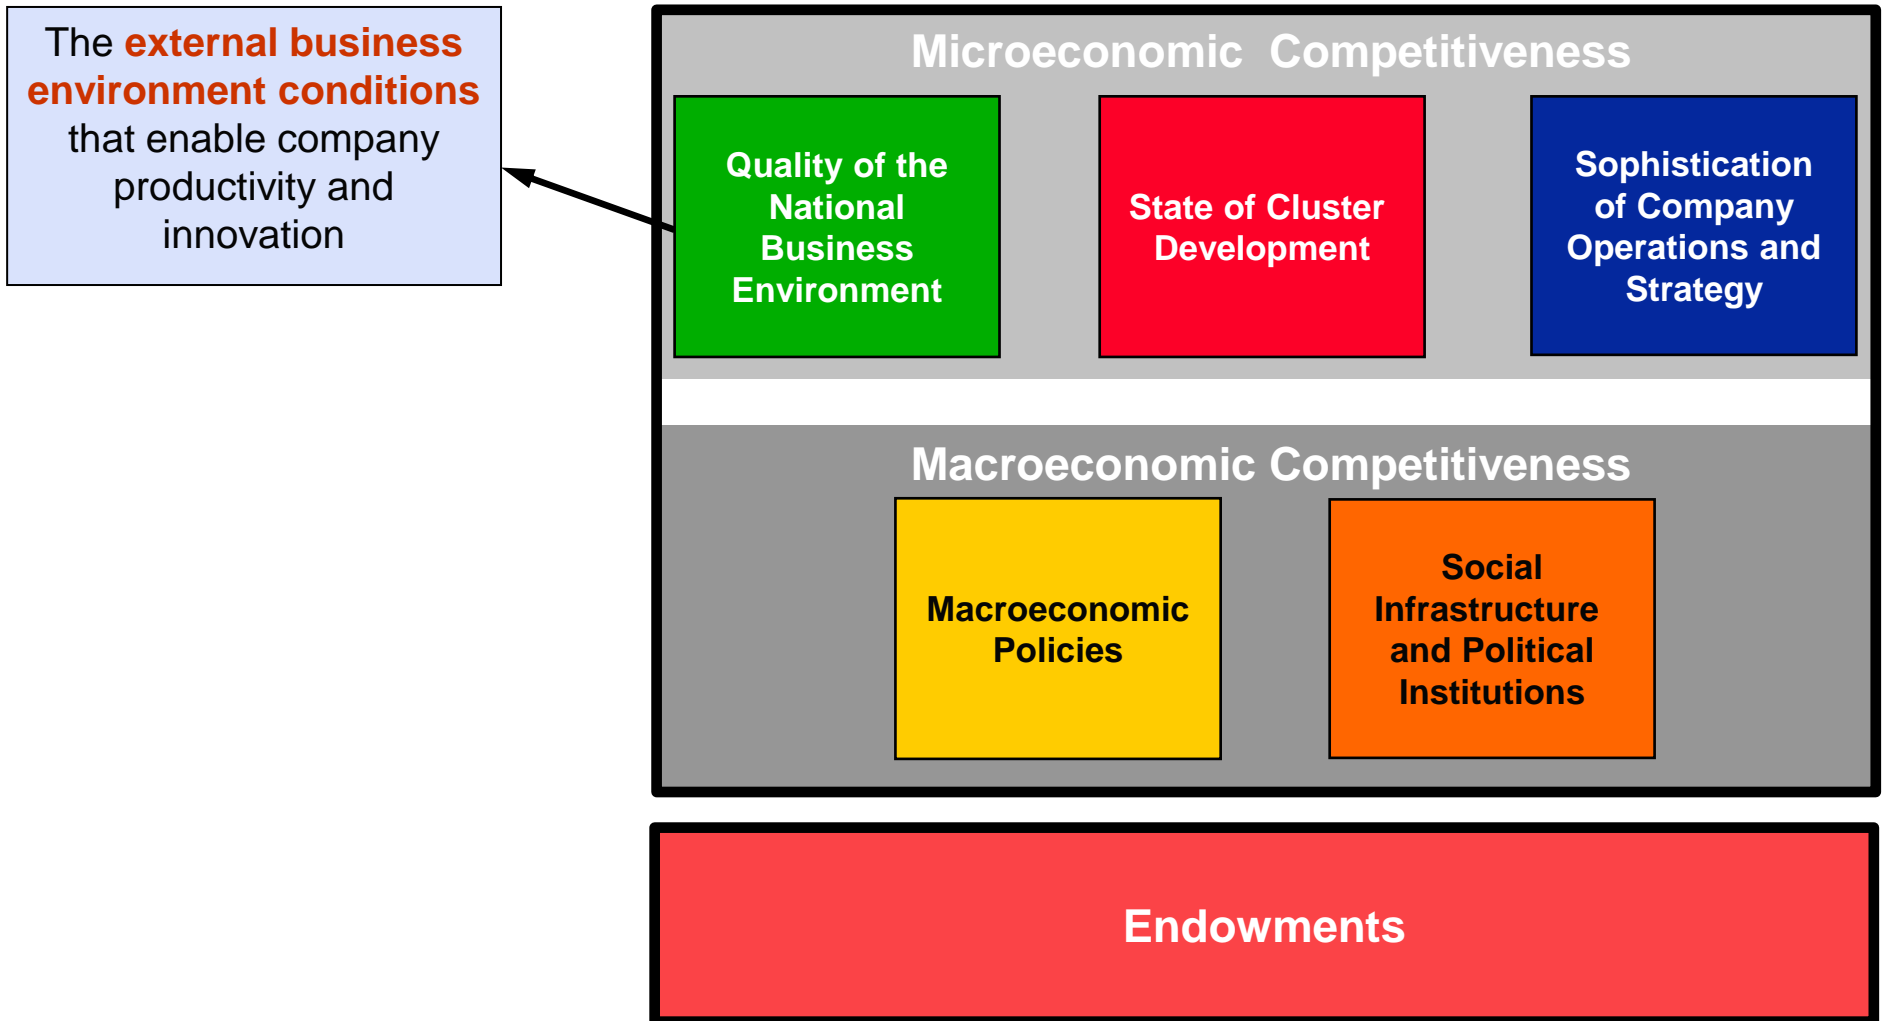 The external business
environment conditions
that enable company
productivity and
innovation
Microeconomic Competitiveness
Quality of the
National
Business
Environment
State of Cluster
Development
Sophistication
of Company
Operations and
Strategy
Macroeconomic Competitiveness
Macroeconomic
Policies
Social
Infrastructure
and Political
Institutions
Endowments